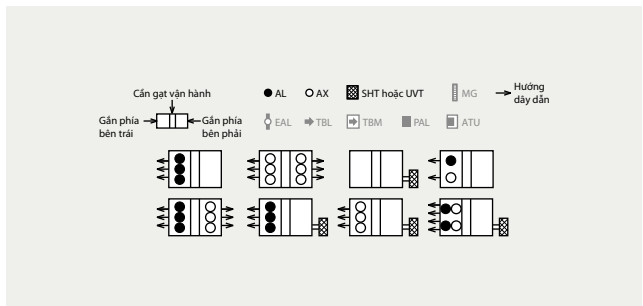 Cần gạt vận hành
Gắn phía
bên trái
Gắn phía
bên phải
AL
AX
SHT hoặc UVT
MG
Hướng
dây dẫn
EAL
TBL
TBM
PAL
ATU